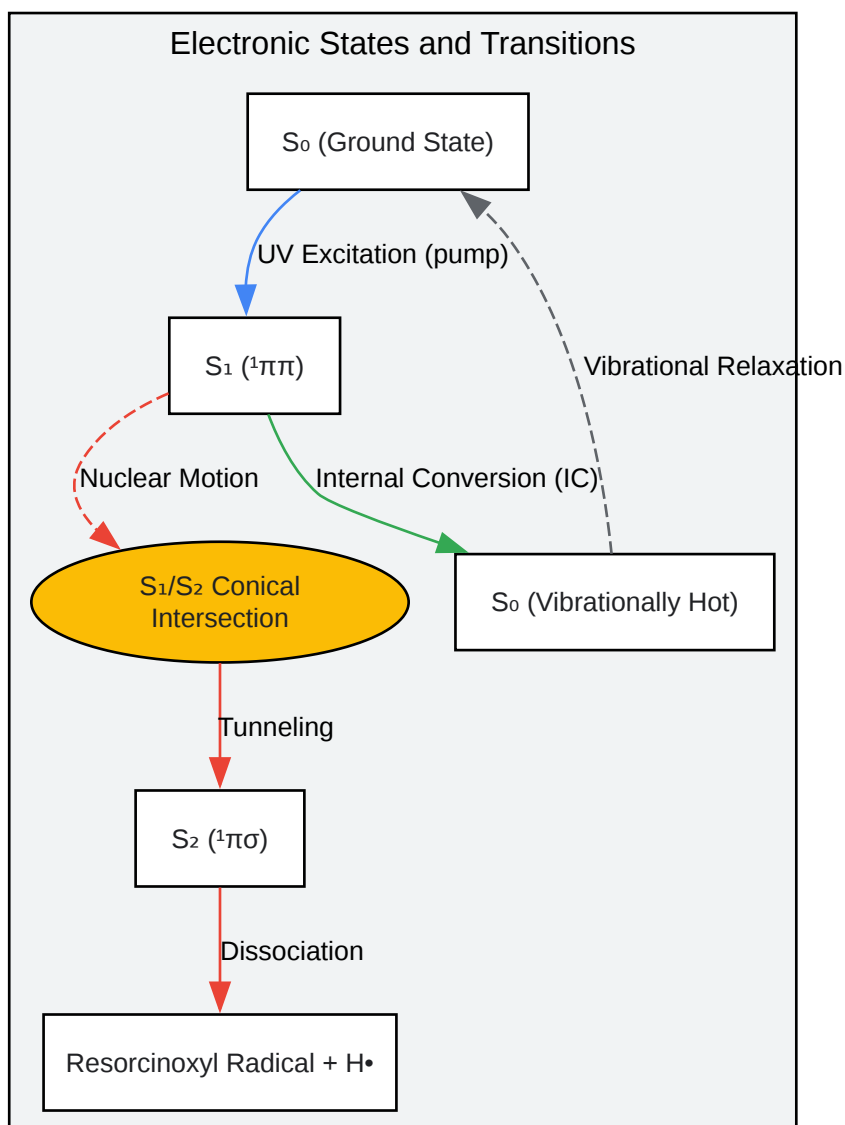 Electronic States and Transitions
S₀ (Ground State)
UV Excitation (pump)
S₁ (¹ππ)
Vibrational Relaxation
Nuclear Motion
Internal Conversion (IC)
S₁/S₂ Conical
Intersection
S₀ (Vibrationally Hot)
Tunneling
S₂ (¹πσ)
Dissociation
Resorcinoxyl Radical + H•